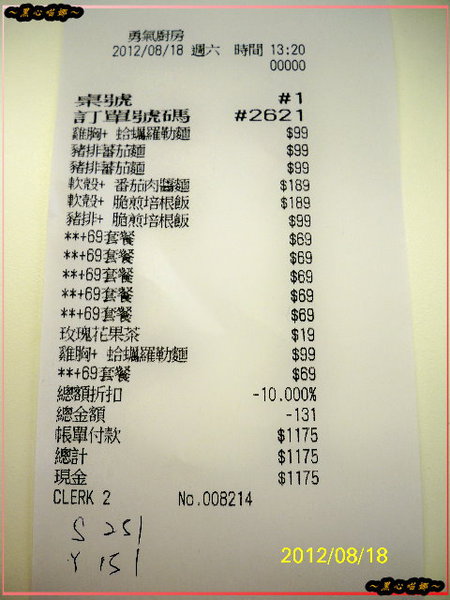 ～黑心喵娜～
勇氣廚房
2012/08/18 週六 時間 13:20
00000
桌號 #1
訂單號碼 #2621
雞胸+ 蛤蠣羅勒麵 $99
豬排蕃茄麵 $99
豬排蕃茄麵 $99
軟殼+ 番茄肉醬麵 $189
軟殼+ 脆煎培根飯 $189
豬排+ 脆煎培根飯 $99
**+69套餐 $69
**+69套餐 $69
**+69套餐 $69
**+69套餐 $69
**+69套餐 $69
玫瑰花果茶 $19
雞胸+ 蛤蠣羅勒麵 $99
**+69套餐 $69
總額折扣 -10.000%
總金額 -131
帳單付款 $1175
總計 $1175
現金 $1175
CLERK 2 No.008214
S 251
Y 151
2012/08/18
～黑心喵娜～